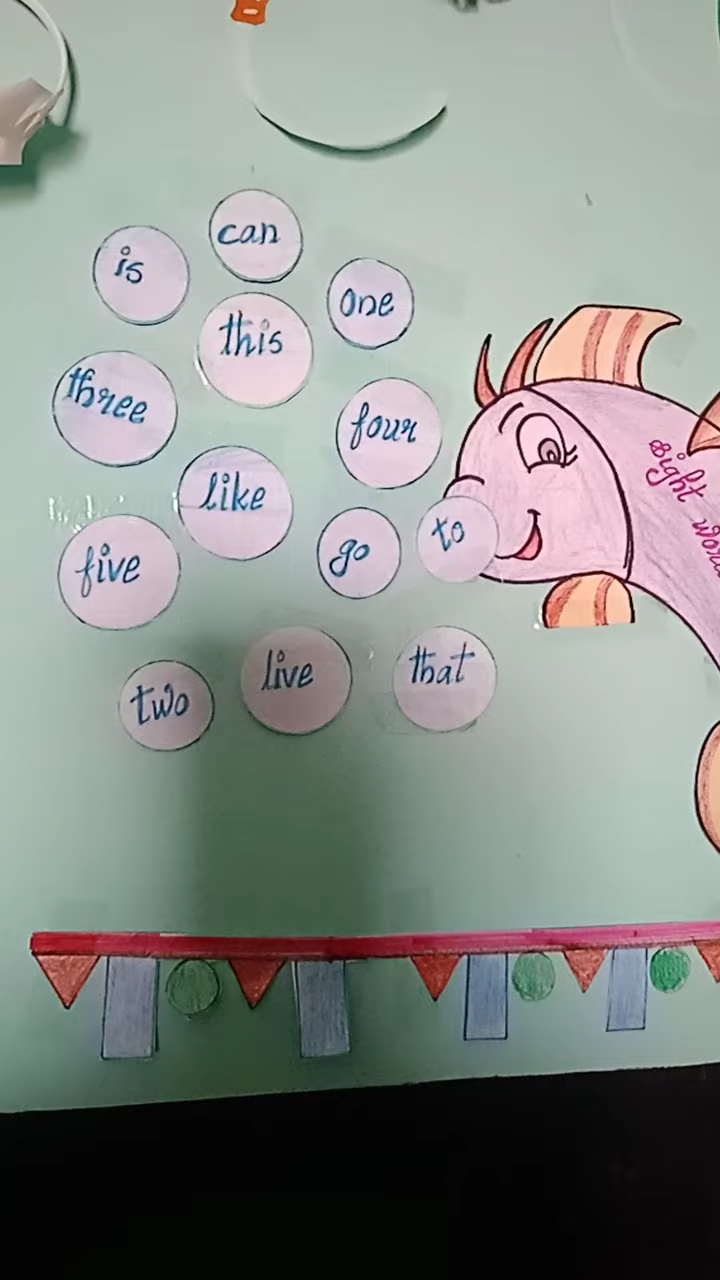 can
is
one
this
three
four
like
to
go
five
live
that
two
sight